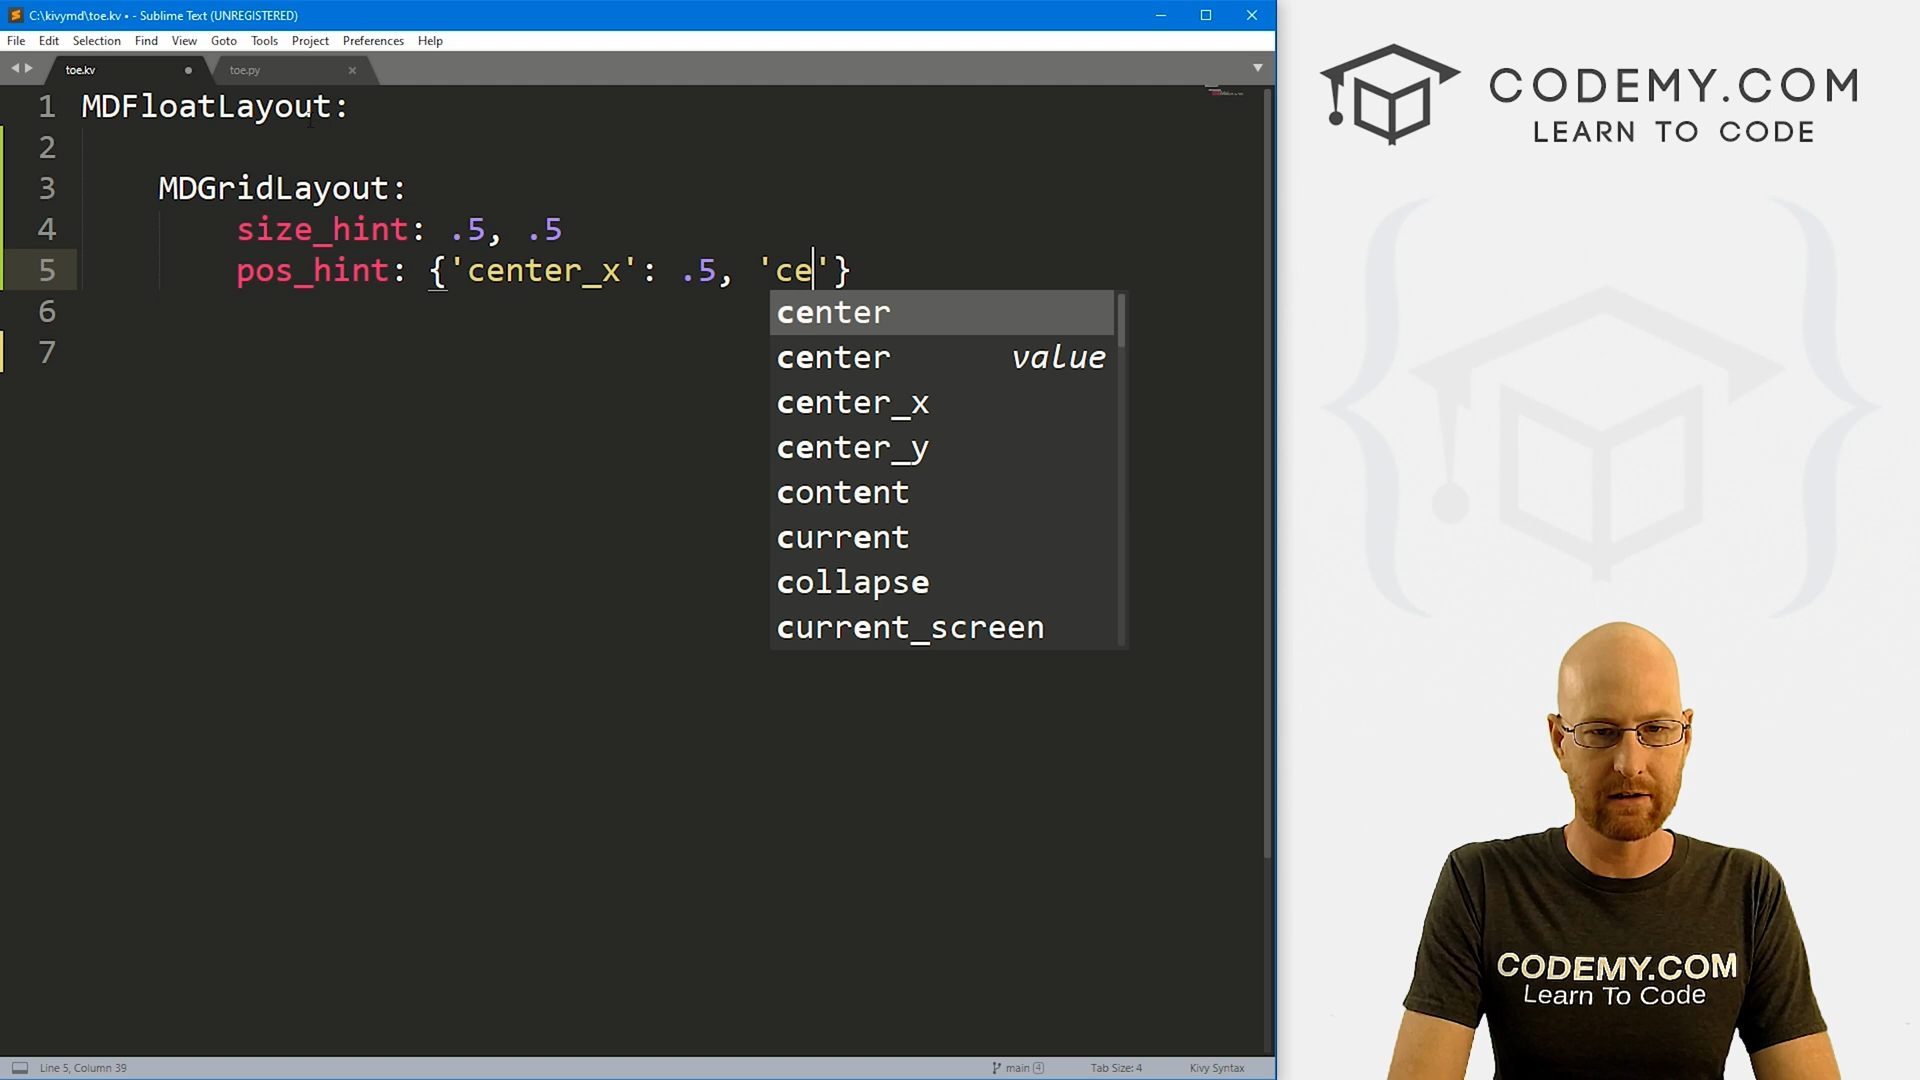 C:\kivymd\toe.kv • - Sublime Text (UNREGISTERED)
File Edit Selection Find View Goto Tools Project Preferences Help
toe.kv toe.py
1 MDFloatLayout:
2
3 MDGridLayout:
4 size_hint: .5, .5
5 pos_hint: {'center_x': .5, 'ce'}
6
7
center
center value
center_x
center_y
content
current
collapse
current_screen
Line 5, Column 39 main 4 Tab Size: 4 Kivy Syntax
CODEMY.COM
LEARN TO CODE
CODEMY.COM
Learn To Code